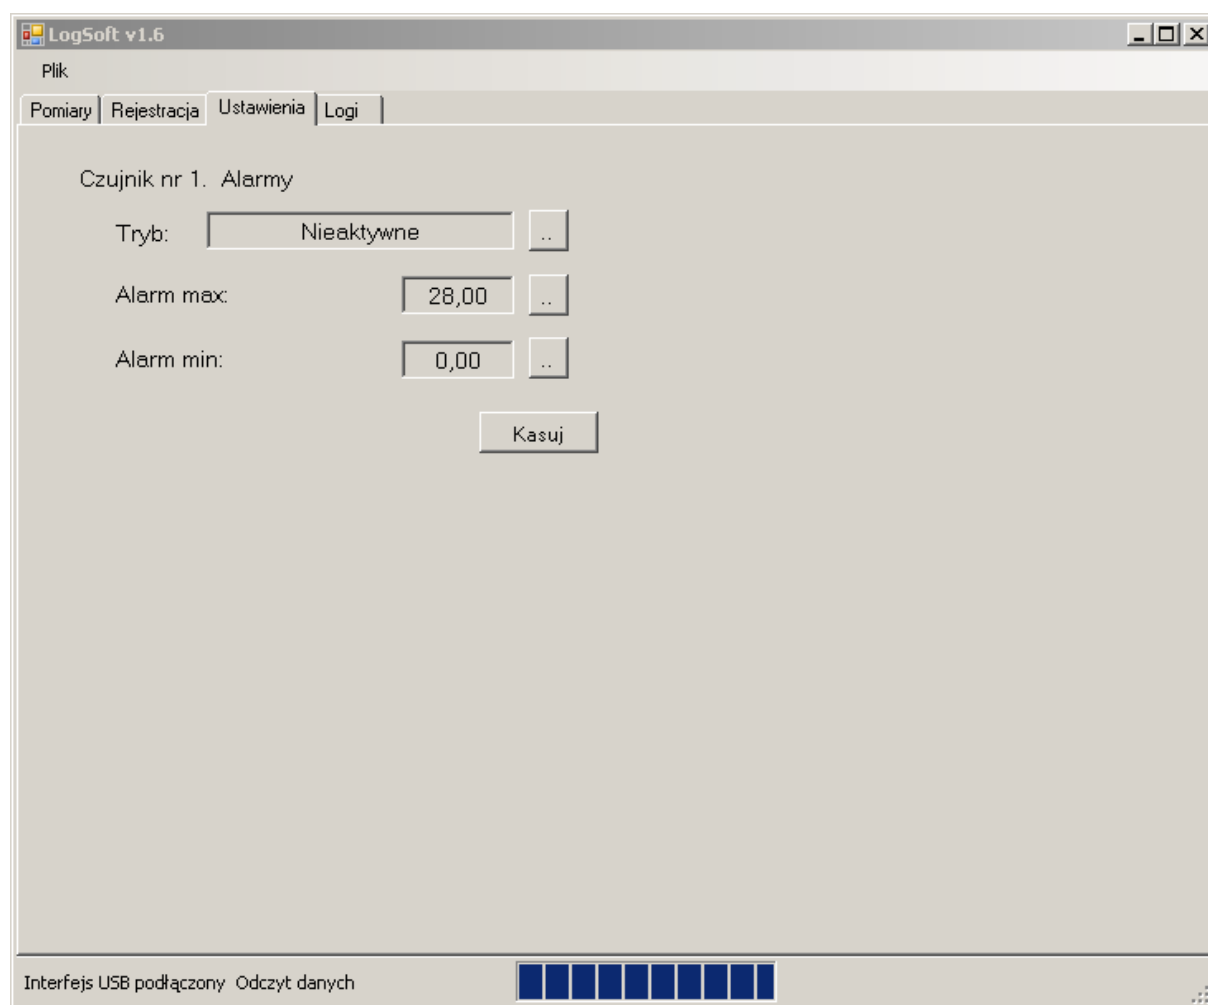 LogSoft v1.6
Plik
Pomiary Rejestracja Ustawienia Logi
Czujnik nr 1. Alarmy
Tryb: Nieaktywne ..
Alarm max: 28,00 ..
Alarm min: 0,00 ..
Kasuj
Interfejs USB podłączony Odczyt danych